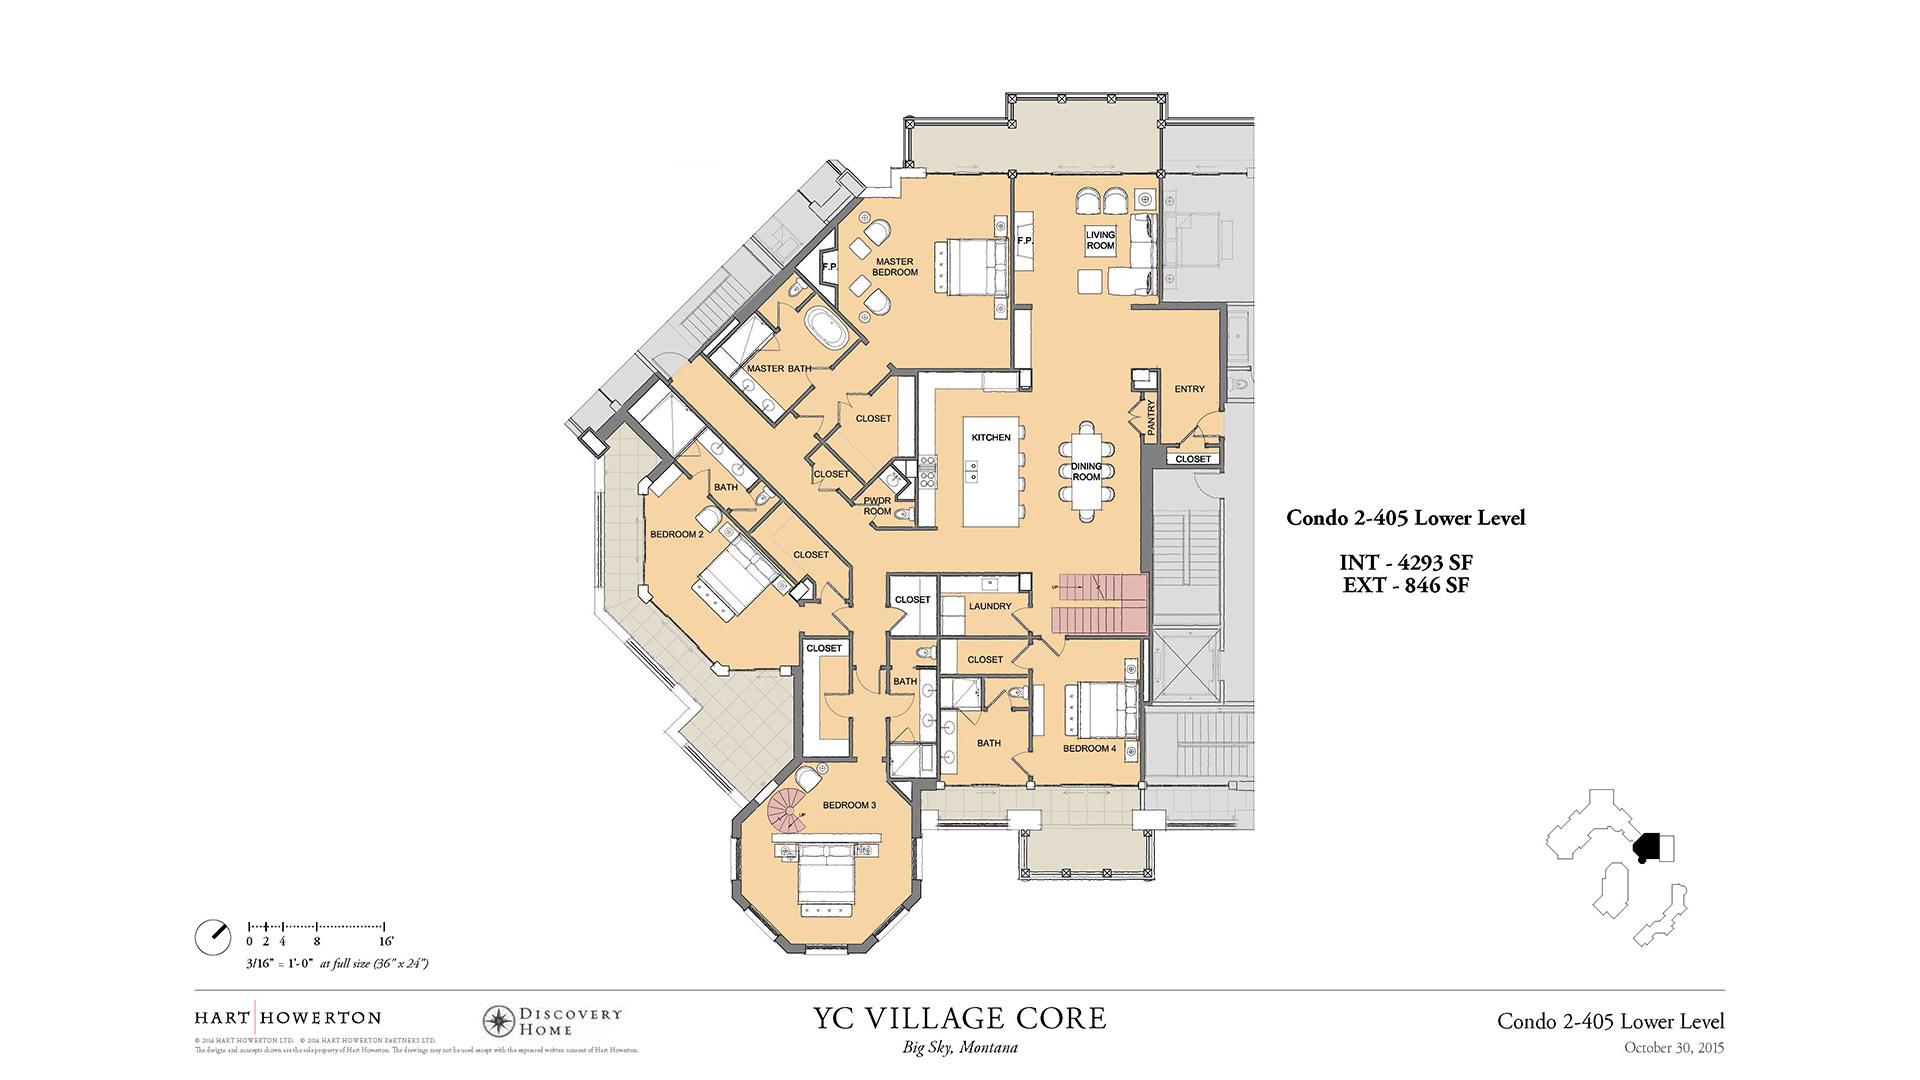 F.P.
LIVING
ROOM
MASTER
BEDROOM
F.P.
MASTER BATH
ENTRY
CLOSET
PANTRY
KITCHEN
CLOSET
DINING
ROOM
CLOSET
BATH
PWDR
ROOM
BEDROOM 2
CLOSET
UP
CLOSET
LAUNDRY
CLOSET
CLOSET
BATH
BATH
BEDROOM 4
BEDROOM 3
UP
Condo 2-405 Lower Level
INT - 4293 SF
EXT - 846 SF
0 2 4 8 16'
3/16" = 1'-0" at full size (36" x 24")
HART HOWERTON
© 2014 HART HOWERTON LTD. © 2014 HART HOWERTON PARTNERS LTD.
The designs and concepts shown are the sole property of Hart Howerton. The drawings may not be used except with the expressed written consent of Hart Howerton.
DISCOVERY
HOME
YC VILLAGE CORE
Big Sky, Montana
Condo 2-405 Lower Level
October 30, 2015